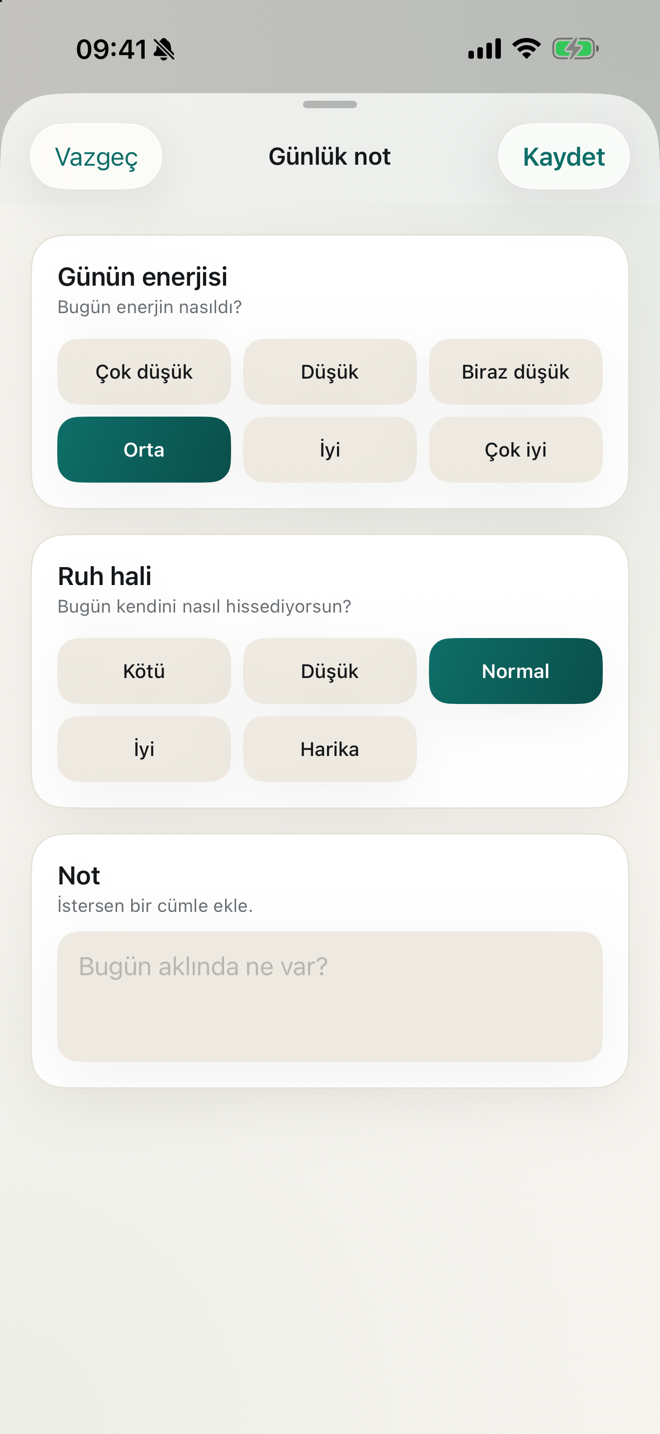 09:41
Vazgeç Günlük not Kaydet
Günün enerjisi
Bugün enerjin nasıldı?
Çok düşük Düşük Biraz düşük
Orta İyi Çok iyi
Ruh hali
Bugün kendini nasıl hissediyorsun?
Kötü Düşük Normal
İyi Harika
Not
İstersen bir cümle ekle.
Bugün aklında ne var?